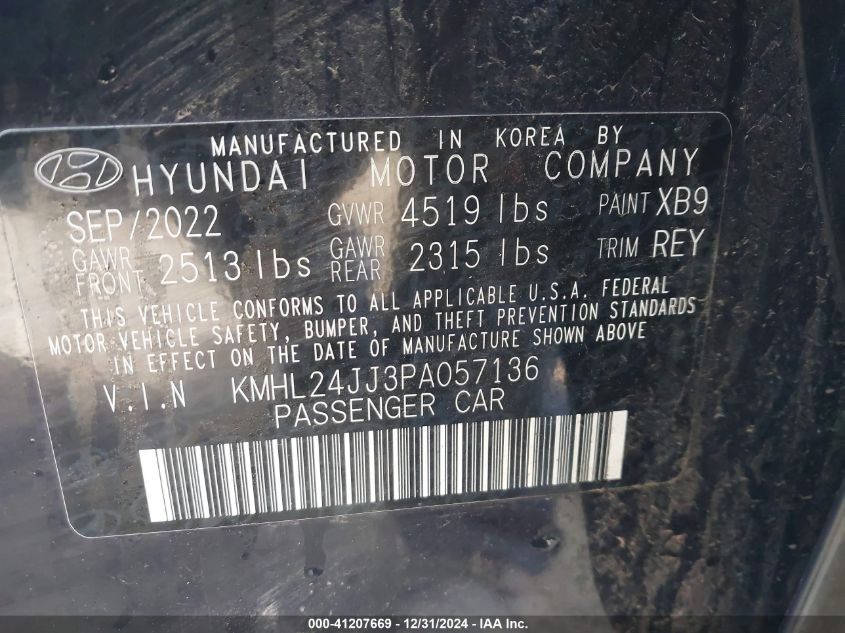 MANUFACTURED IN KOREA BY
HYUNDAI MOTOR COMPANY
SEP/2022 GVWR 4519 lbs PAINT XB9
GAWR FRONT 2513 lbs GAWR REAR 2315 lbs TRIM REY
THIS VEHICLE CONFORMS TO ALL APPLICABLE U.S.A. FEDERAL
MOTOR VEHICLE SAFETY, BUMPER, AND THEFT PREVENTION STANDARDS
IN EFFECT ON THE DATE OF MANUFACTURE SHOWN ABOVE
V.I.N KMHL24JJ3PA057136
PASSENGER CAR
000-41207669 - 12/31/2024 - IAA Inc.